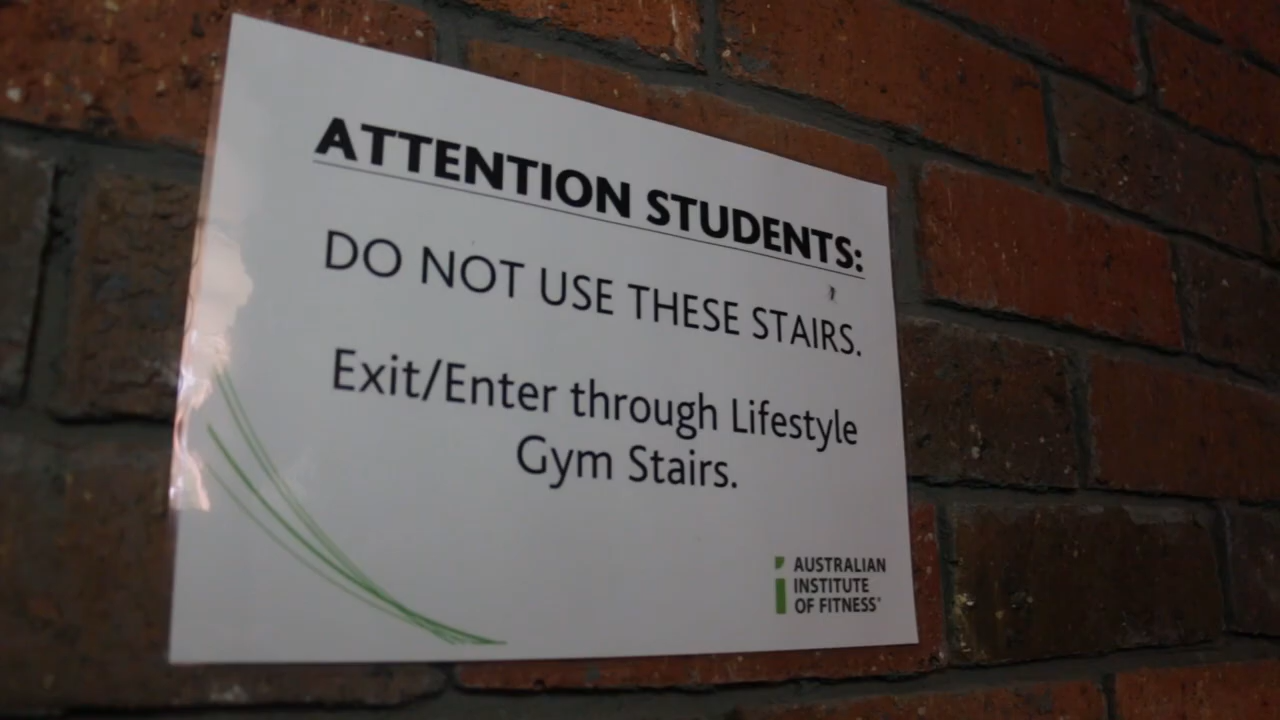 ATTENTION STUDENTS:
DO NOT USE THESE STAIRS.
Exit/Enter through Lifestyle
Gym Stairs.
AUSTRALIAN
INSTITUTE
OF FITNESS